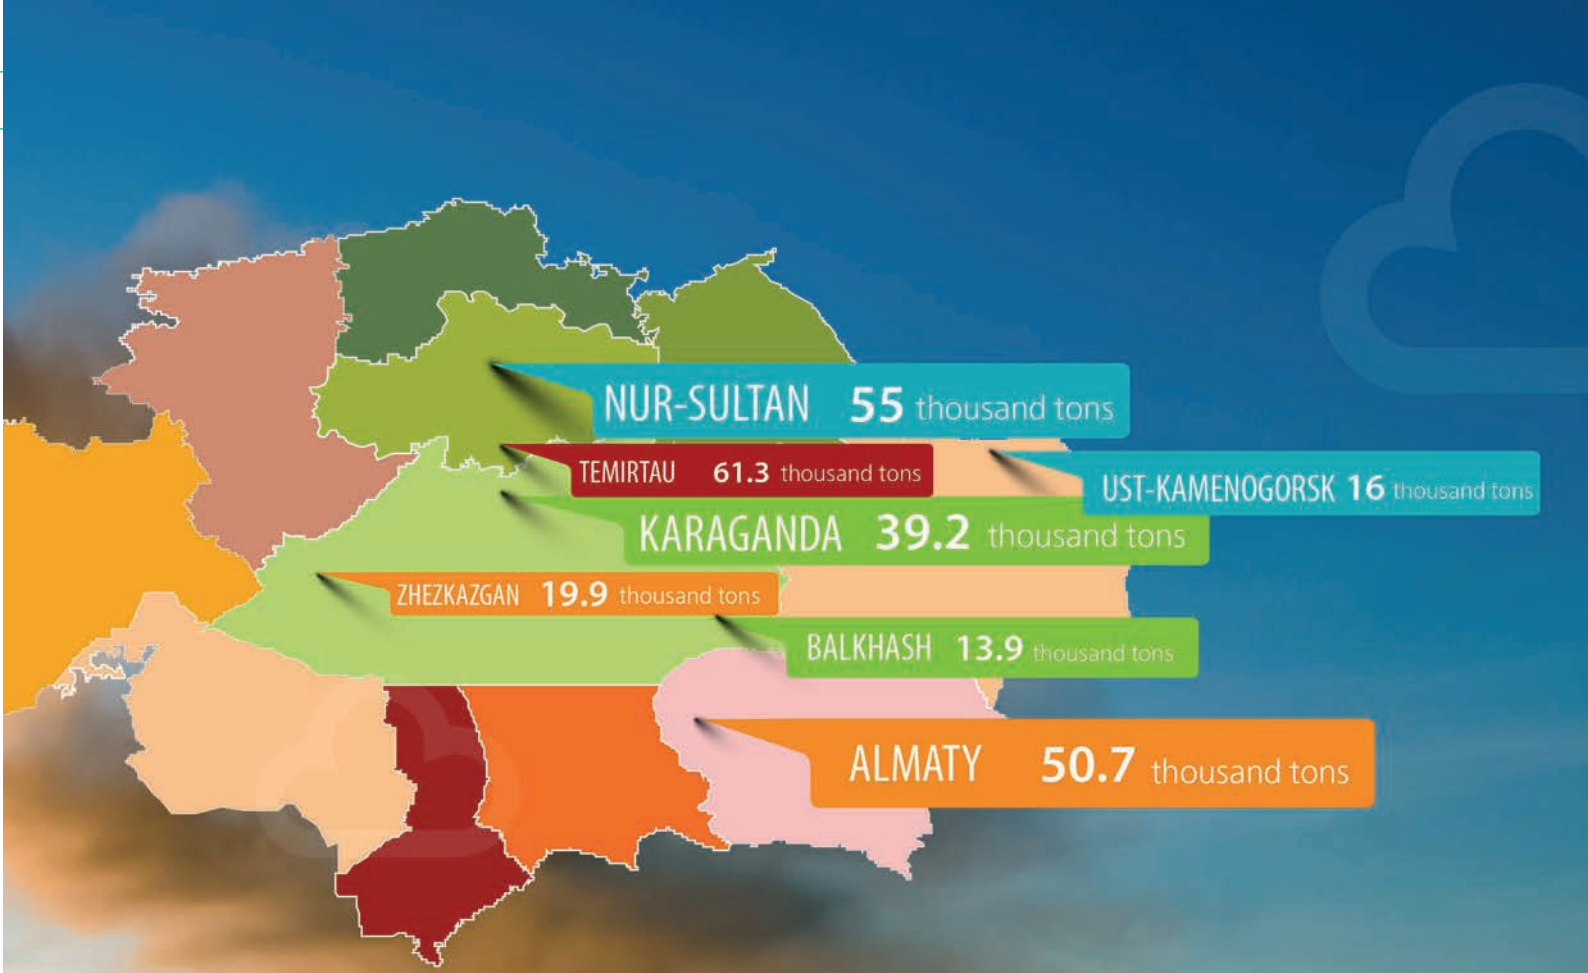 NUR-SULTAN 55 thousand tons
TEMIRTAU 61.3 thousand tons
UST-KAMENOGORSK 16 thousand tons
KARAGANDA 39.2 thousand tons
ZHEZKAZGAN 19.9 thousand tons
BALKHASH 13.9 thousand tons
ALMATY 50.7 thousand tons